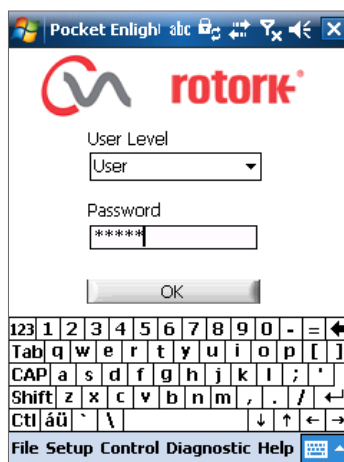 Pocket Enligh abc
rotork
User Level
User
Password
*****
OK
123 1 2 3 4 5 6 7 8 9 0 - =
Tab q w e r t y u i o p [ ]
CAP a s d f g h j k l ; '
Shift z x c v b n m , . /
Ctl áü ` \ ↓ ↑ ← →
File Setup Control Diagnostic Help